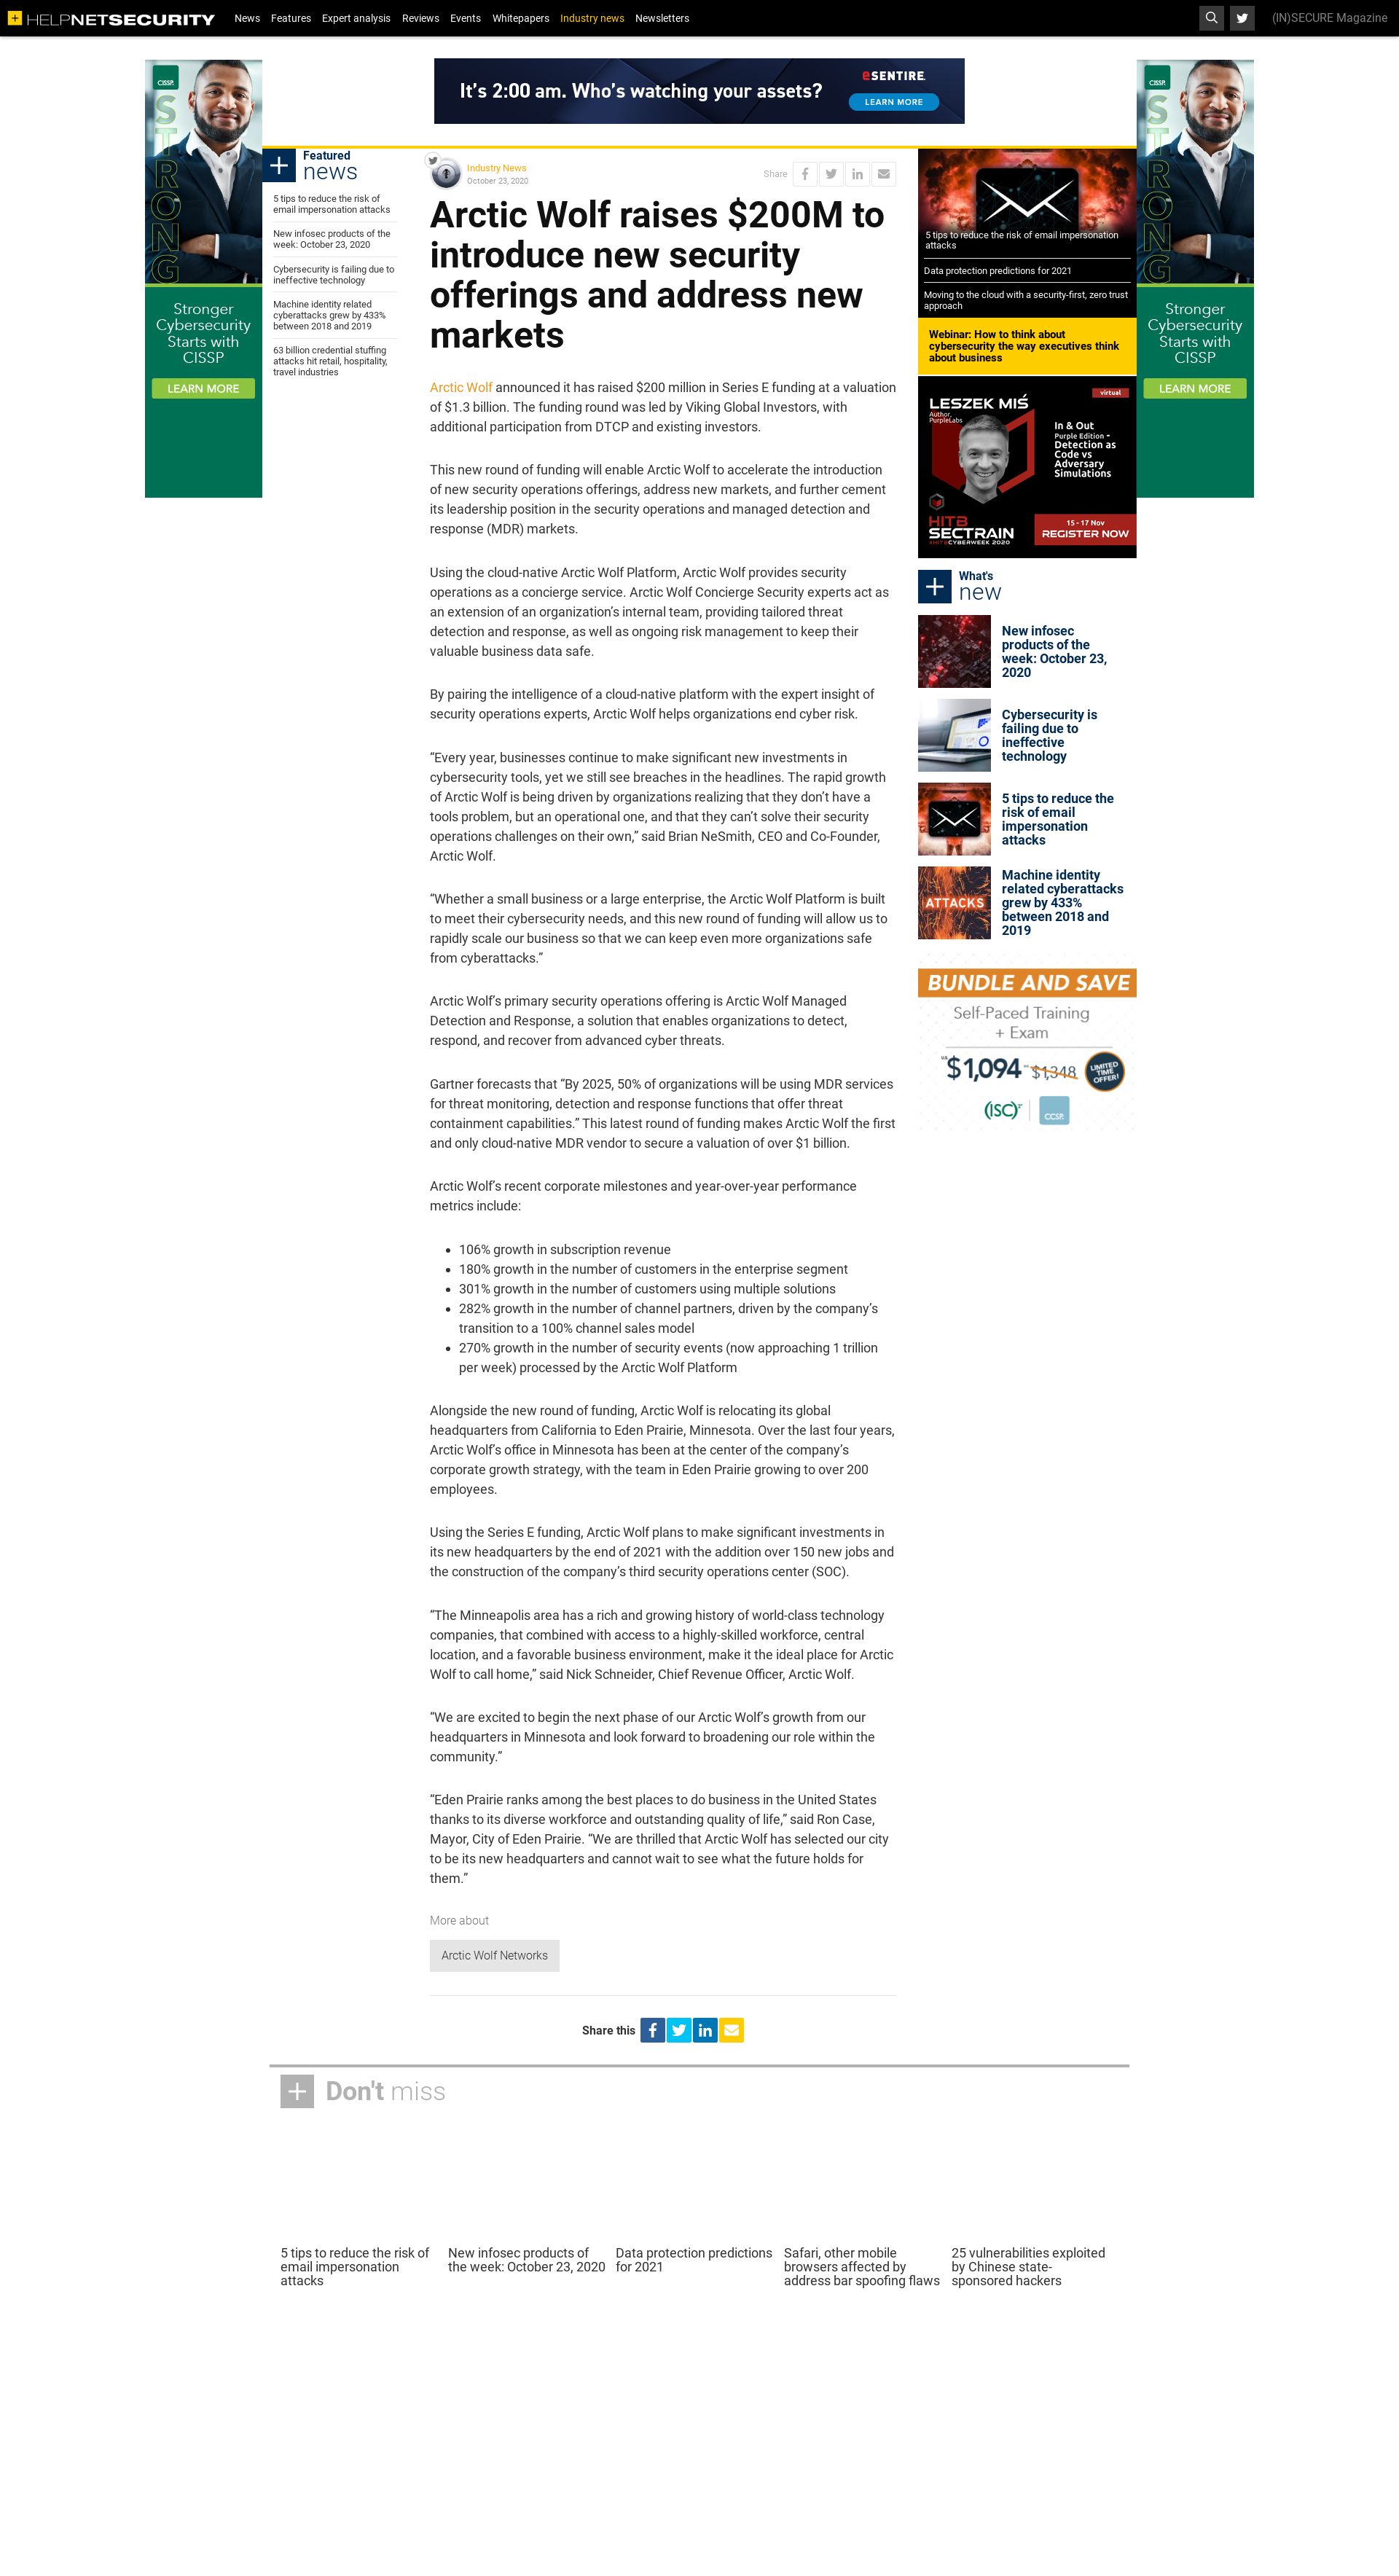 HELPNETSECURITY
News Features Expert analysis Reviews Events Whitepapers Industry news Newsletters
(IN)SECURE Magazine
CISSP.
STRONG
Stronger
Cybersecurity
Starts with
CISSP
LEARN MORE
It's 2:00 am. Who's watching your assets?
eSENTIRE
LEARN MORE
CISSP.
STRONG
Stronger
Cybersecurity
Starts with
CISSP
LEARN MORE
Featured
news
5 tips to reduce the risk of
email impersonation attacks
New infosec products of the
week: October 23, 2020
Cybersecurity is failing due to
ineffective technology
Machine identity related
cyberattacks grew by 433%
between 2018 and 2019
63 billion credential stuffing
attacks hit retail, hospitality,
travel industries
Industry News
October 23, 2020
Share
Arctic Wolf raises $200M to
introduce new security
offerings and address new
markets
Arctic Wolf announced it has raised $200 million in Series E funding at a valuation
of $1.3 billion. The funding round was led by Viking Global Investors, with
additional participation from DTCP and existing investors.
This new round of funding will enable Arctic Wolf to accelerate the introduction
of new security operations offerings, address new markets, and further cement
its leadership position in the security operations and managed detection and
response (MDR) markets.
Using the cloud-native Arctic Wolf Platform, Arctic Wolf provides security
operations as a concierge service. Arctic Wolf Concierge Security experts act as
an extension of an organization’s internal team, providing tailored threat
detection and response, as well as ongoing risk management to keep their
valuable business data safe.
By pairing the intelligence of a cloud-native platform with the expert insight of
security operations experts, Arctic Wolf helps organizations end cyber risk.
“Every year, businesses continue to make significant new investments in
cybersecurity tools, yet we still see breaches in the headlines. The rapid growth
of Arctic Wolf is being driven by organizations realizing that they don’t have a
tools problem, but an operational one, and that they can’t solve their security
operations challenges on their own,” said Brian NeSmith, CEO and Co-Founder,
Arctic Wolf.
“Whether a small business or a large enterprise, the Arctic Wolf Platform is built
to meet their cybersecurity needs, and this new round of funding will allow us to
rapidly scale our business so that we can keep even more organizations safe
from cyberattacks.”
Arctic Wolf’s primary security operations offering is Arctic Wolf Managed
Detection and Response, a solution that enables organizations to detect,
respond, and recover from advanced cyber threats.
Gartner forecasts that “By 2025, 50% of organizations will be using MDR services
for threat monitoring, detection and response functions that offer threat
containment capabilities.” This latest round of funding makes Arctic Wolf the first
and only cloud-native MDR vendor to secure a valuation of over $1 billion.
Arctic Wolf’s recent corporate milestones and year-over-year performance
metrics include:
• 106% growth in subscription revenue
• 180% growth in the number of customers in the enterprise segment
• 301% growth in the number of customers using multiple solutions
• 282% growth in the number of channel partners, driven by the company’s
transition to a 100% channel sales model
• 270% growth in the number of security events (now approaching 1 trillion
per week) processed by the Arctic Wolf Platform
Alongside the new round of funding, Arctic Wolf is relocating its global
headquarters from California to Eden Prairie, Minnesota. Over the last four years,
Arctic Wolf’s office in Minnesota has been at the center of the company’s
corporate growth strategy, with the team in Eden Prairie growing to over 200
employees.
Using the Series E funding, Arctic Wolf plans to make significant investments in
its new headquarters by the end of 2021 with the addition over 150 new jobs and
the construction of the company’s third security operations center (SOC).
“The Minneapolis area has a rich and growing history of world-class technology
companies, that combined with access to a highly-skilled workforce, central
location, and a favorable business environment, make it the ideal place for Arctic
Wolf to call home,” said Nick Schneider, Chief Revenue Officer, Arctic Wolf.
“We are excited to begin the next phase of our Arctic Wolf’s growth from our
headquarters in Minnesota and look forward to broadening our role within the
community.”
“Eden Prairie ranks among the best places to do business in the United States
thanks to its diverse workforce and outstanding quality of life,” said Ron Case,
Mayor, City of Eden Prairie. “We are thrilled that Arctic Wolf has selected our city
to be its new headquarters and cannot wait to see what the future holds for
them.”
More about
Arctic Wolf Networks
Share this
5 tips to reduce the risk of email impersonation
attacks
Data protection predictions for 2021
Moving to the cloud with a security-first, zero trust
approach
Webinar: How to think about
cybersecurity the way executives think
about business
LESZEK MIŚ
Author,
PurpleLabs
virtual
In & Out
Purple Edition -
Detection as
Code vs
Adversary
Simulations
HITB
SECTRAIN
#HITBCYBERWEEK 2020
15 - 17 Nov
REGISTER NOW
What's
new
New infosec
products of the
week: October 23,
2020
Cybersecurity is
failing due to
ineffective
technology
5 tips to reduce the
risk of email
impersonation
attacks
ATTACKS
Machine identity
related cyberattacks
grew by 433%
between 2018 and
2019
BUNDLE AND SAVE
Self-Paced Training
+ Exam
U.S. $1,094 $1,348
LIMITED
TIME
OFFER!
(ISC)²
CCSP.
Don't miss
5 tips to reduce the risk of
email impersonation
attacks
New infosec products of
the week: October 23, 2020
Data protection predictions
for 2021
Safari, other mobile
browsers affected by
address bar spoofing flaws
25 vulnerabilities exploited
by Chinese state-
sponsored hackers